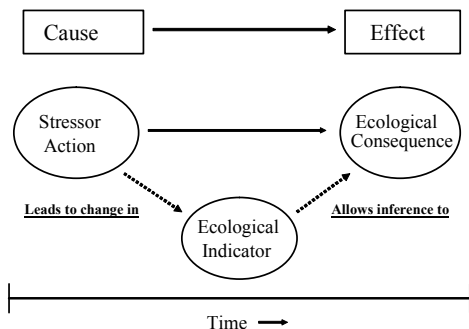 Cause
Effect
Stressor
Action
Ecological
Consequence
Leads to change in
Allows inference to
Ecological
Indicator
Time